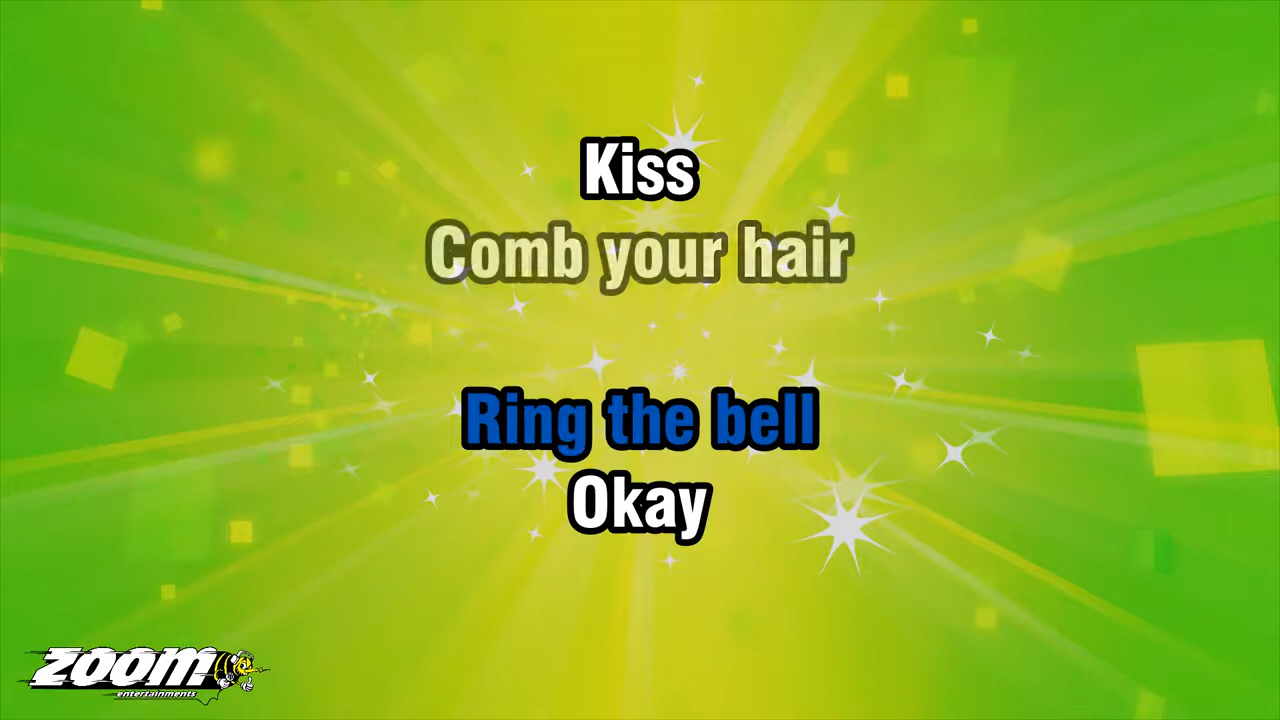 Kiss
Comb your hair
Ring the bell
Okay
ZOOM
entertainments